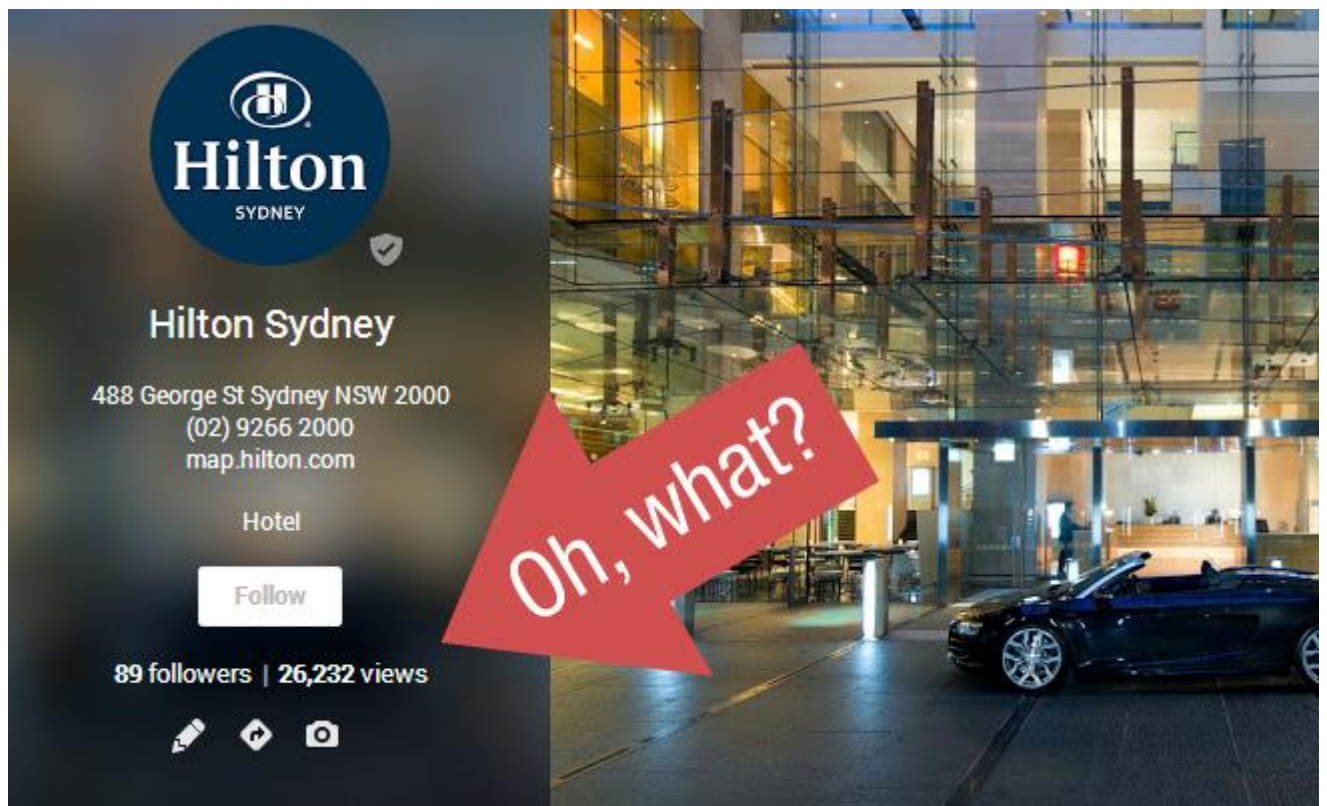 Hilton
SYDNEY
Hilton Sydney
488 George St Sydney NSW 2000
(02) 9266 2000
map.hilton.com
Hotel
Follow
89 followers | 26,232 views
Oh, what?